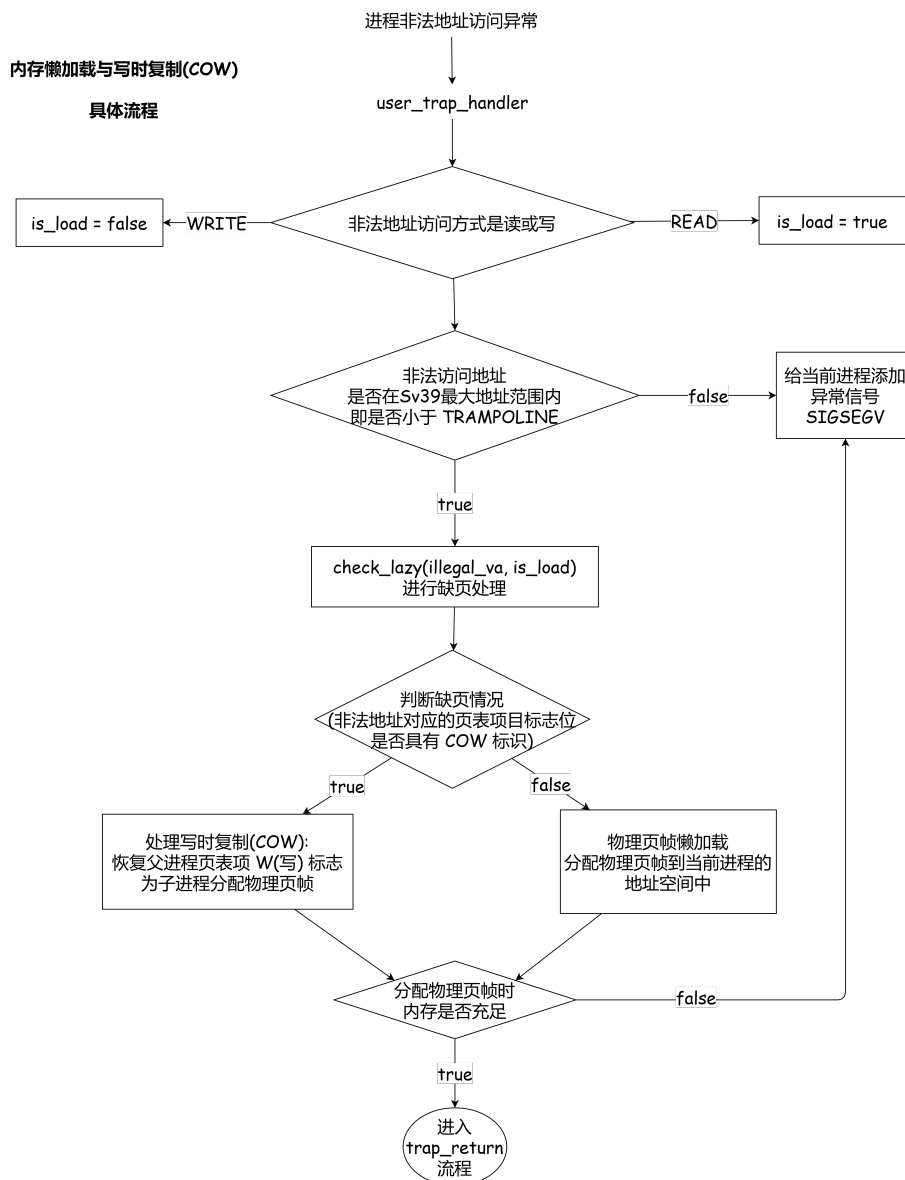 进程非法地址访问异常
内存懒加载与写时复制(COW)
具体流程
user_trap_handler
is_load = false
WRITE
非法地址访问方式是读或写
READ
is_load = true
非法访问地址
是否在Sv39最大地址范围内
即是否小于 TRAMPOLINE
false
给当前进程添加
异常信号
SIGSEGV
true
check_lazy(illegal_va, is_load)
进行缺页处理
判断缺页情况
(非法地址对应的页表项目标志位
是否具有 COW 标识)
true
false
处理写时复制(COW):
恢复父进程页表项 W(写) 标志
为子进程分配物理页帧
物理页帧懒加载
分配物理页帧到当前进程的
地址空间中
分配物理页帧时
内存是否充足
false
true
进入
trap_return
流程